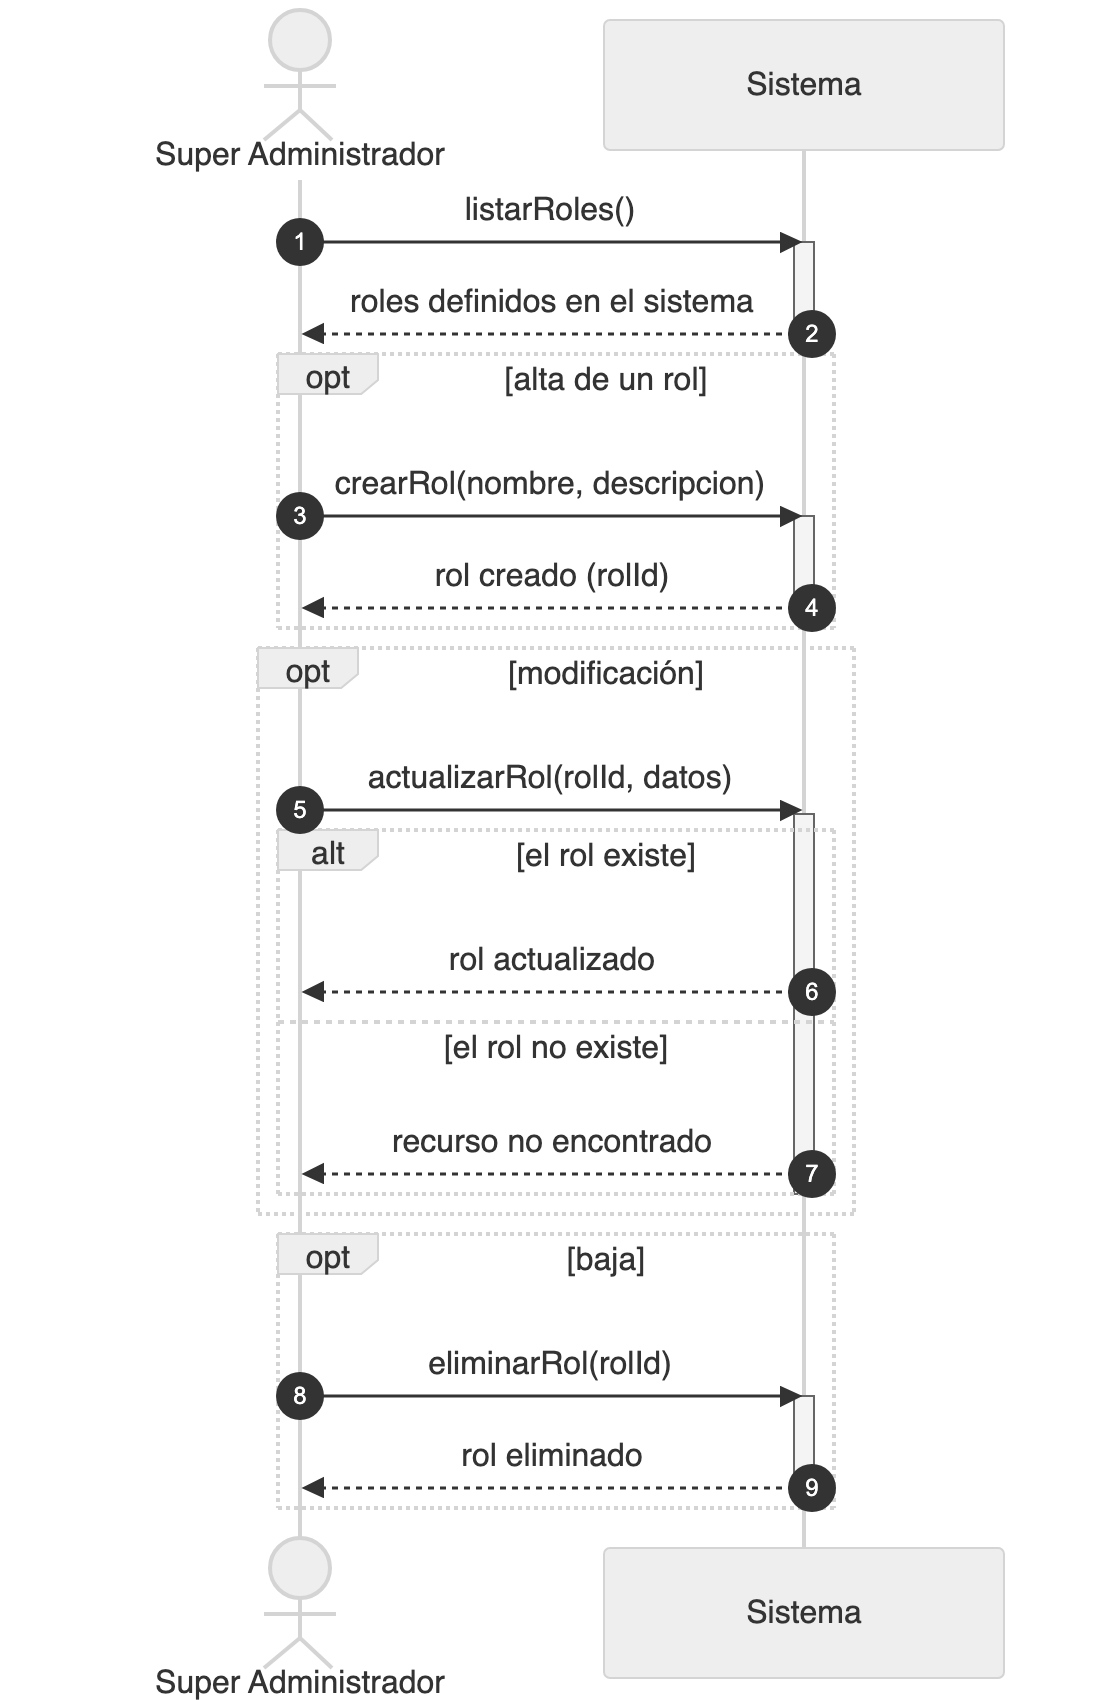 Super Administrador
Sistema
listarRoles()
1
roles definidos en el sistema
2
opt
[alta de un rol]
crearRol(nombre, descripcion)
3
rol creado (rolId)
4
opt
[modificación]
actualizarRol(rolId, datos)
5
alt
[el rol existe]
rol actualizado
6
[el rol no existe]
recurso no encontrado
7
opt
[baja]
eliminarRol(rolId)
8
rol eliminado
9
Super Administrador
Sistema